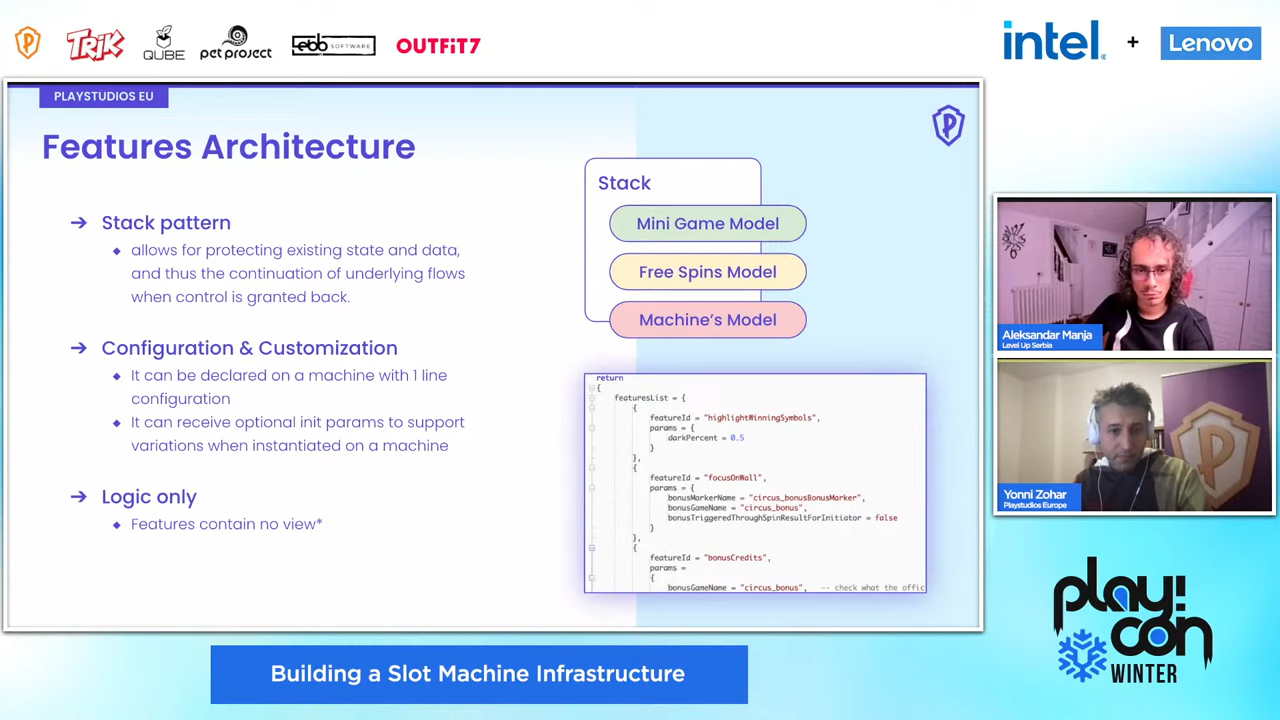 TRIK
QUBE
pet project
ebb SOFTWARE
OUTFIT7
intel + Lenovo
PLAYSTUDIOS EU
Features Architecture
→ Stack pattern
◆ allows for protecting existing state and data,
and thus the continuation of underlying flows
when control is granted back.
→ Configuration & Customization
◆ It can be declared on a machine with 1 line
configuration
◆ It can receive optional init params to support
variations when instantiated on a machine
→ Logic only
◆ Features contain no view*
P
Stack
Mini Game Model
Free Spins Model
Machine's Model
return
{
featuresList = {
{
featureId = "highlightWinningSymbols",
params = {
darkPercent = 0.5
}
},
{
featureId = "focusOnWall",
params = {
bonusMarkerName = "circus_bonusBonusMarker",
bonusGameName = "circus_bonus",
bonusTriggeredThroughSpinResultForInitiator = false
}
},
{
featureId = "bonusCredits",
params =
{
bonusGameName = "circus_bonus", -- check what the offic
Aleksandar Manja
Level Up Serbia
Yonni Zohar
Playstudios Europe
play!
con
WINTER
Building a Slot Machine Infrastructure